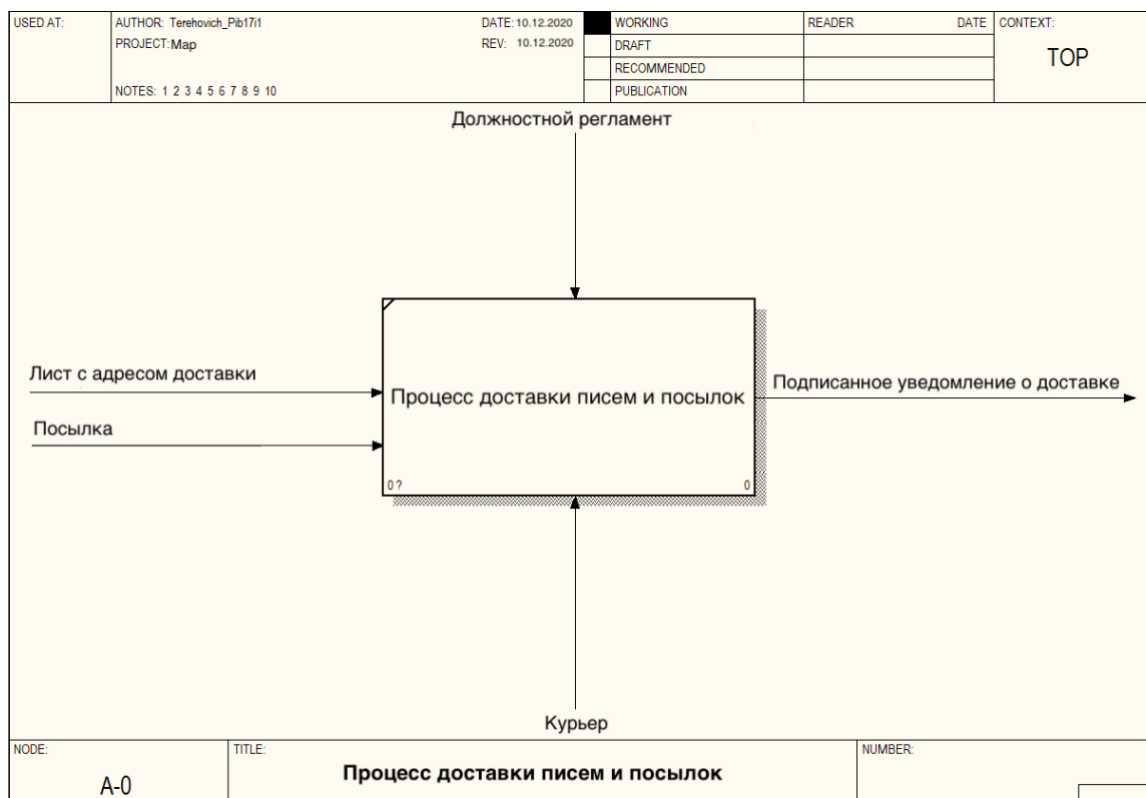 USED AT:
AUTHOR: Terehovich_Pib17i1
DATE: 10.12.2020
PROJECT: Map
REV: 10.12.2020
NOTES: 1 2 3 4 5 6 7 8 9 10
WORKING
DRAFT
RECOMMENDED
PUBLICATION
READER DATE
CONTEXT:
TOP
Должностной регламент
Лист с адресом доставки
Посылка
Процесс доставки писем и посылок
0 ? 0
Подписанное уведомление о доставке
Курьер
NODE:
A-0
TITLE:
Процесс доставки писем и посылок
NUMBER: